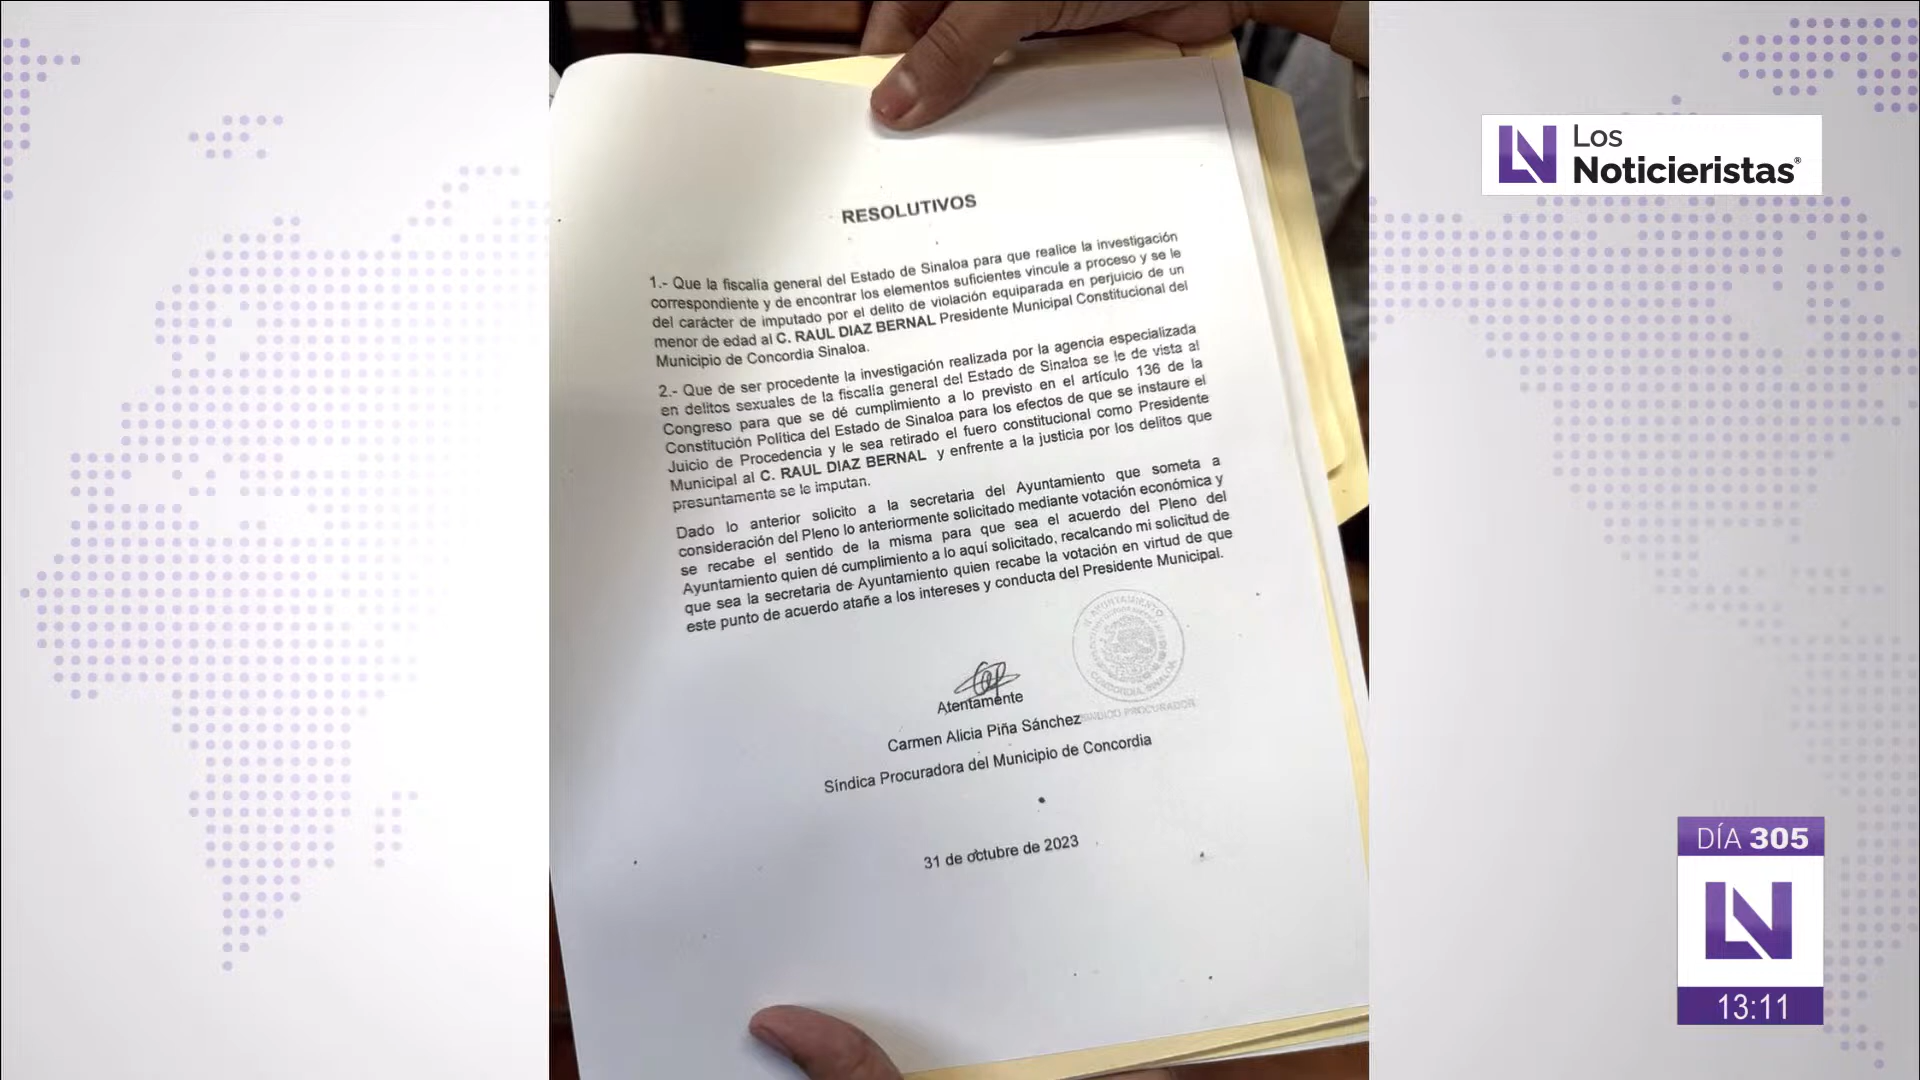 Los
Noticieristas®
RESOLUTIVOS
1.- Que la fiscalía general del Estado de Sinaloa para que realice la investigación
correspondiente y de encontrar los elementos suficientes vincule a proceso y se le
del carácter de imputado por el delito de violación equiparada en perjuicio de un
menor de edad al C. RAUL DIAZ BERNAL Presidente Municipal Constitucional del
Municipio de Concordia Sinaloa.
2.- Que de ser procedente la investigación realizada por la agencia especializada
en delitos sexuales de la fiscalía general del Estado de Sinaloa se le de vista al
Congreso para que se dé cumplimiento a lo previsto en el artículo 136 de la
Constitución Política del Estado de Sinaloa para los efectos de que se instaure el
Juicio de Procedencia y le sea retirado el fuero constitucional como Presidente
Municipal al C. RAUL DIAZ BERNAL y enfrente a la justicia por los delitos que
presuntamente se le imputan.
Dado lo anterior solicito a la secretaria del Ayuntamiento que someta a
consideración del Pleno lo anteriormente solicitado mediante votación económica y
se recabe el sentido de la misma para que sea el acuerdo del Pleno del
Ayuntamiento quien dé cumplimiento a lo aquí solicitado, recalcando mi solicitud de
que sea la secretaria de Ayuntamiento quien recabe la votación en virtud de que
este punto de acuerdo atañe a los intereses y conducta del Presidente Municipal.
H. AYUNTAMIENTO
CONCORDIA, SINALOA
SINDICO PROCURADOR
Atentamente
Carmen Alicia Piña Sánchez
Síndica Procuradora del Municipio de Concordia
31 de octubre de 2023
DÍA 305
LN
13:11